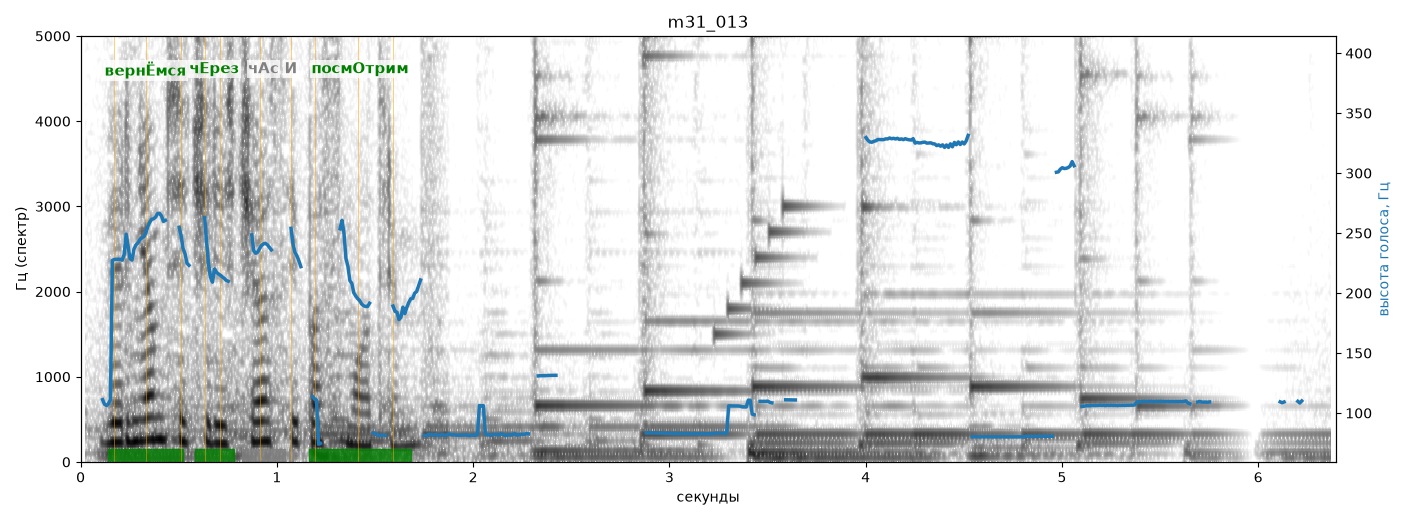 m31_013
вернЁмся чЕрез чАс И посмОтрим
5000
4000
3000
2000
1000
0
Гц (спектр)
400
350
300
250
200
150
100
высота голоса, Гц
0 1 2 3 4 5 6
секунды